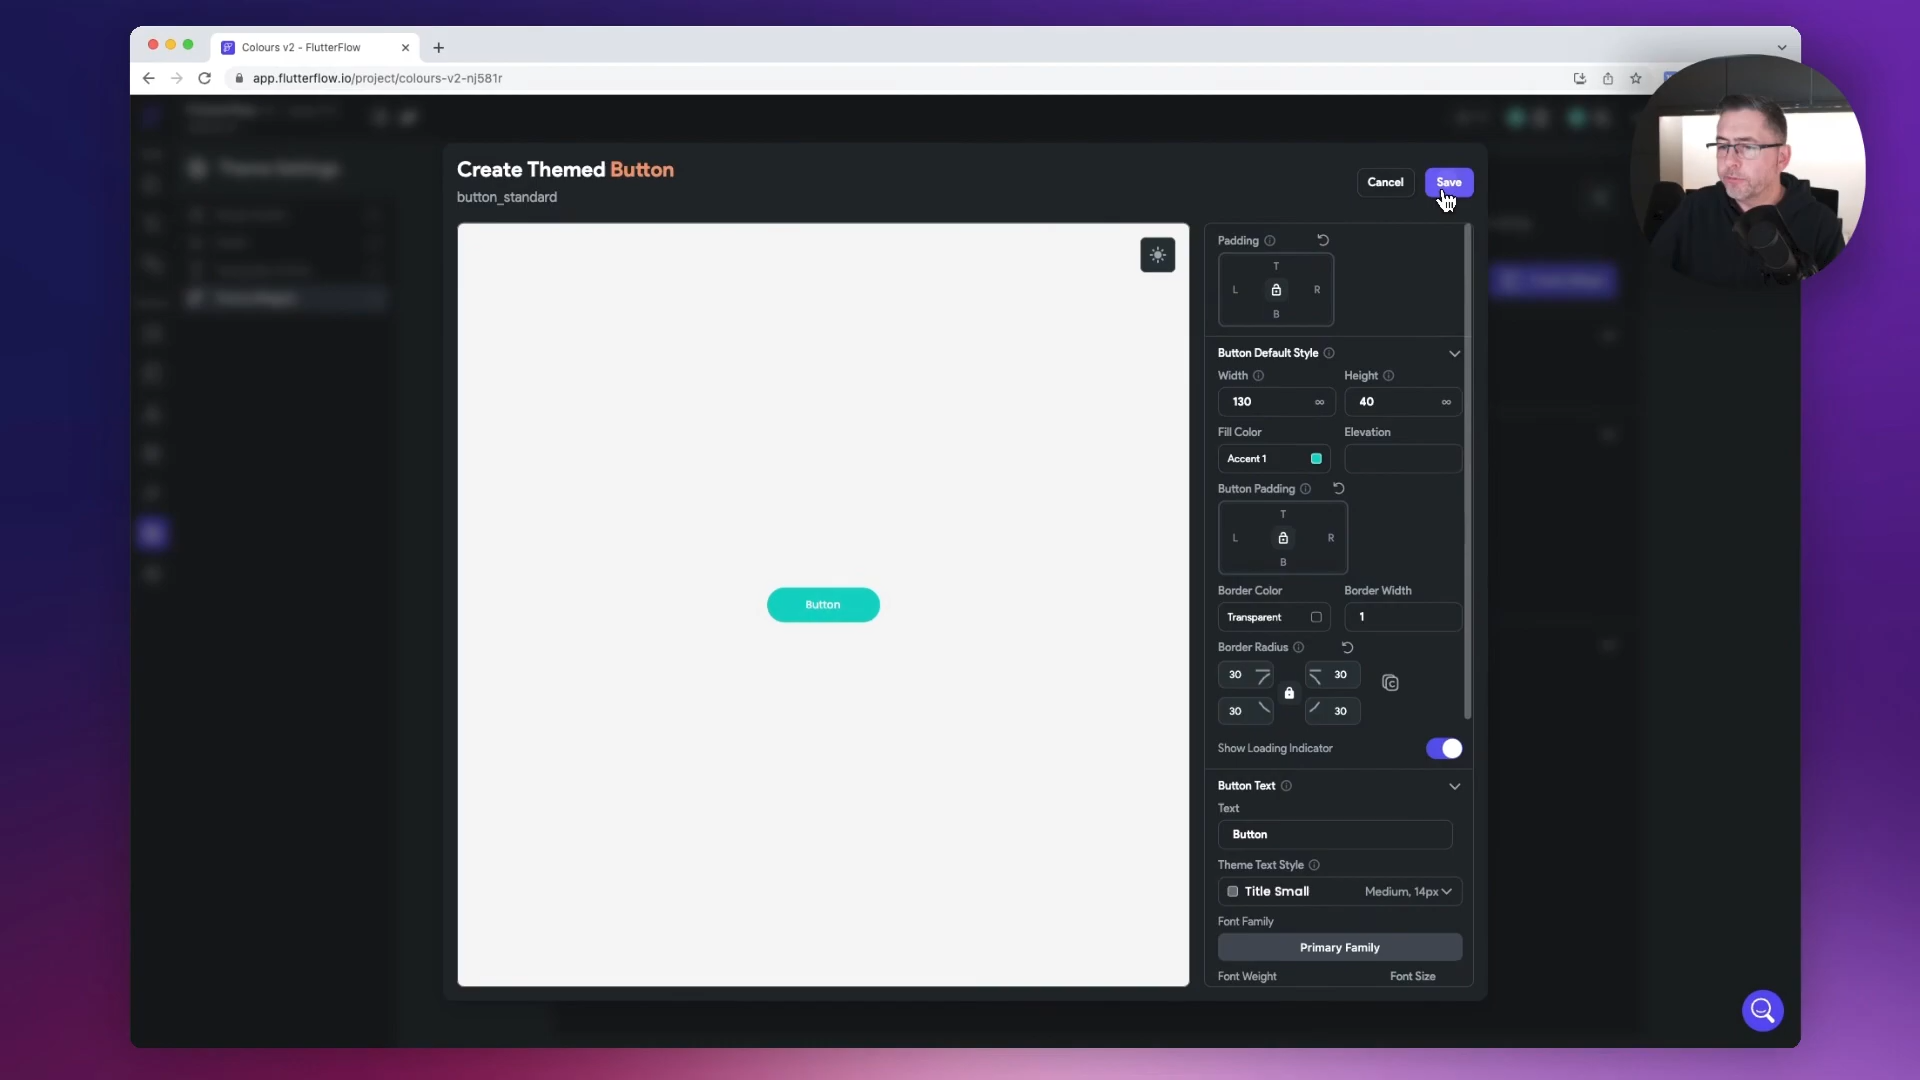 Colours v2 - FlutterFlow
app.flutterflow.io/project/colours-v2-nj581r
Create Themed Button
button_standard
Cancel
Save
Padding
T
L
R
B
Button Default Style
Width
Height
130
40
Fill Color
Elevation
Accent 1
Button Padding
T
L
R
B
Border Color
Border Width
Transparent
1
Border Radius
30
30
30
30
Show Loading Indicator
Button Text
Text
Button
Theme Text Style
Title Small
Medium, 14px
Font Family
Primary Family
Font Weight
Font Size
Button